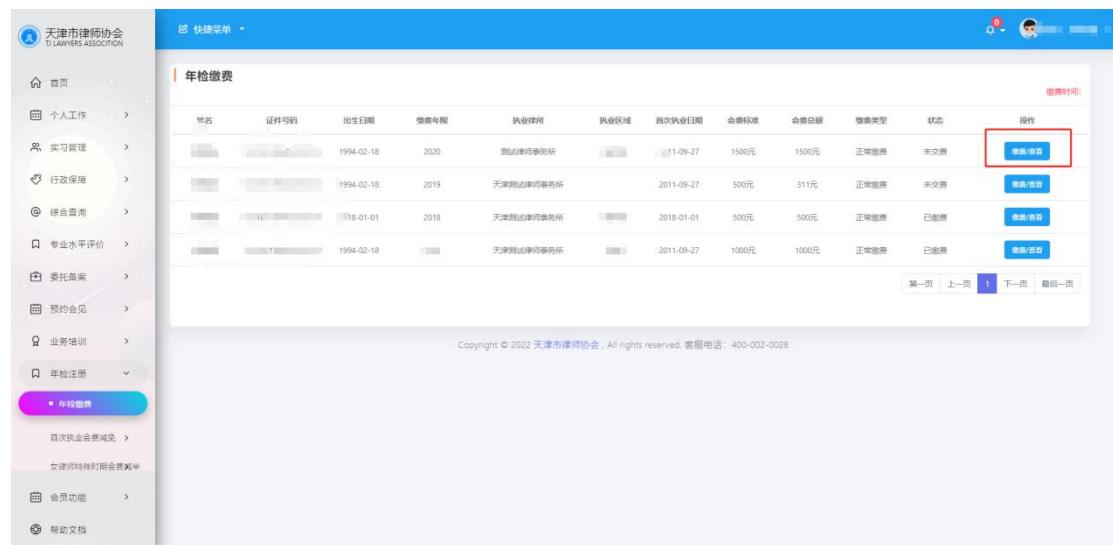 天津市律师协会
TJ LAWYERS ASSOCITION
快捷菜单
0
首页
个人工作
实习管理
行政保障
综合查询
专业水平评价
委托备案
预约会见
业务培训
年检注册
年检缴费
首次执业会费减免
女律师特殊时期会费减半
会员功能
帮助文档
年检缴费
缴费时间:
姓名 证件号码 出生日期 缴费年限 执业律所 执业区域 首次执业日期 会费标准 会费总额 缴费类型 状态 操作
1994-02-18 2020 测试律师事务所 11-09-27 1500元 1500元 正常缴费 未交费 缴费/查看
1994-02-18 2019 天津测试律师事务所 2011-09-27 500元 311元 正常缴费 未交费 缴费/查看
18-01-01 2018 天津测试律师事务所 2018-01-01 500元 500元 正常缴费 已缴费 缴费/查看
1994-02-18 天津测试律师事务所 2011-09-27 1000元 1000元 正常缴费 已缴费 缴费/查看
第一页 上一页 1 下一页 最后一页
Copyright © 2022 天津市律师协会 , All rights reserved. 客服电话：400-002-0028